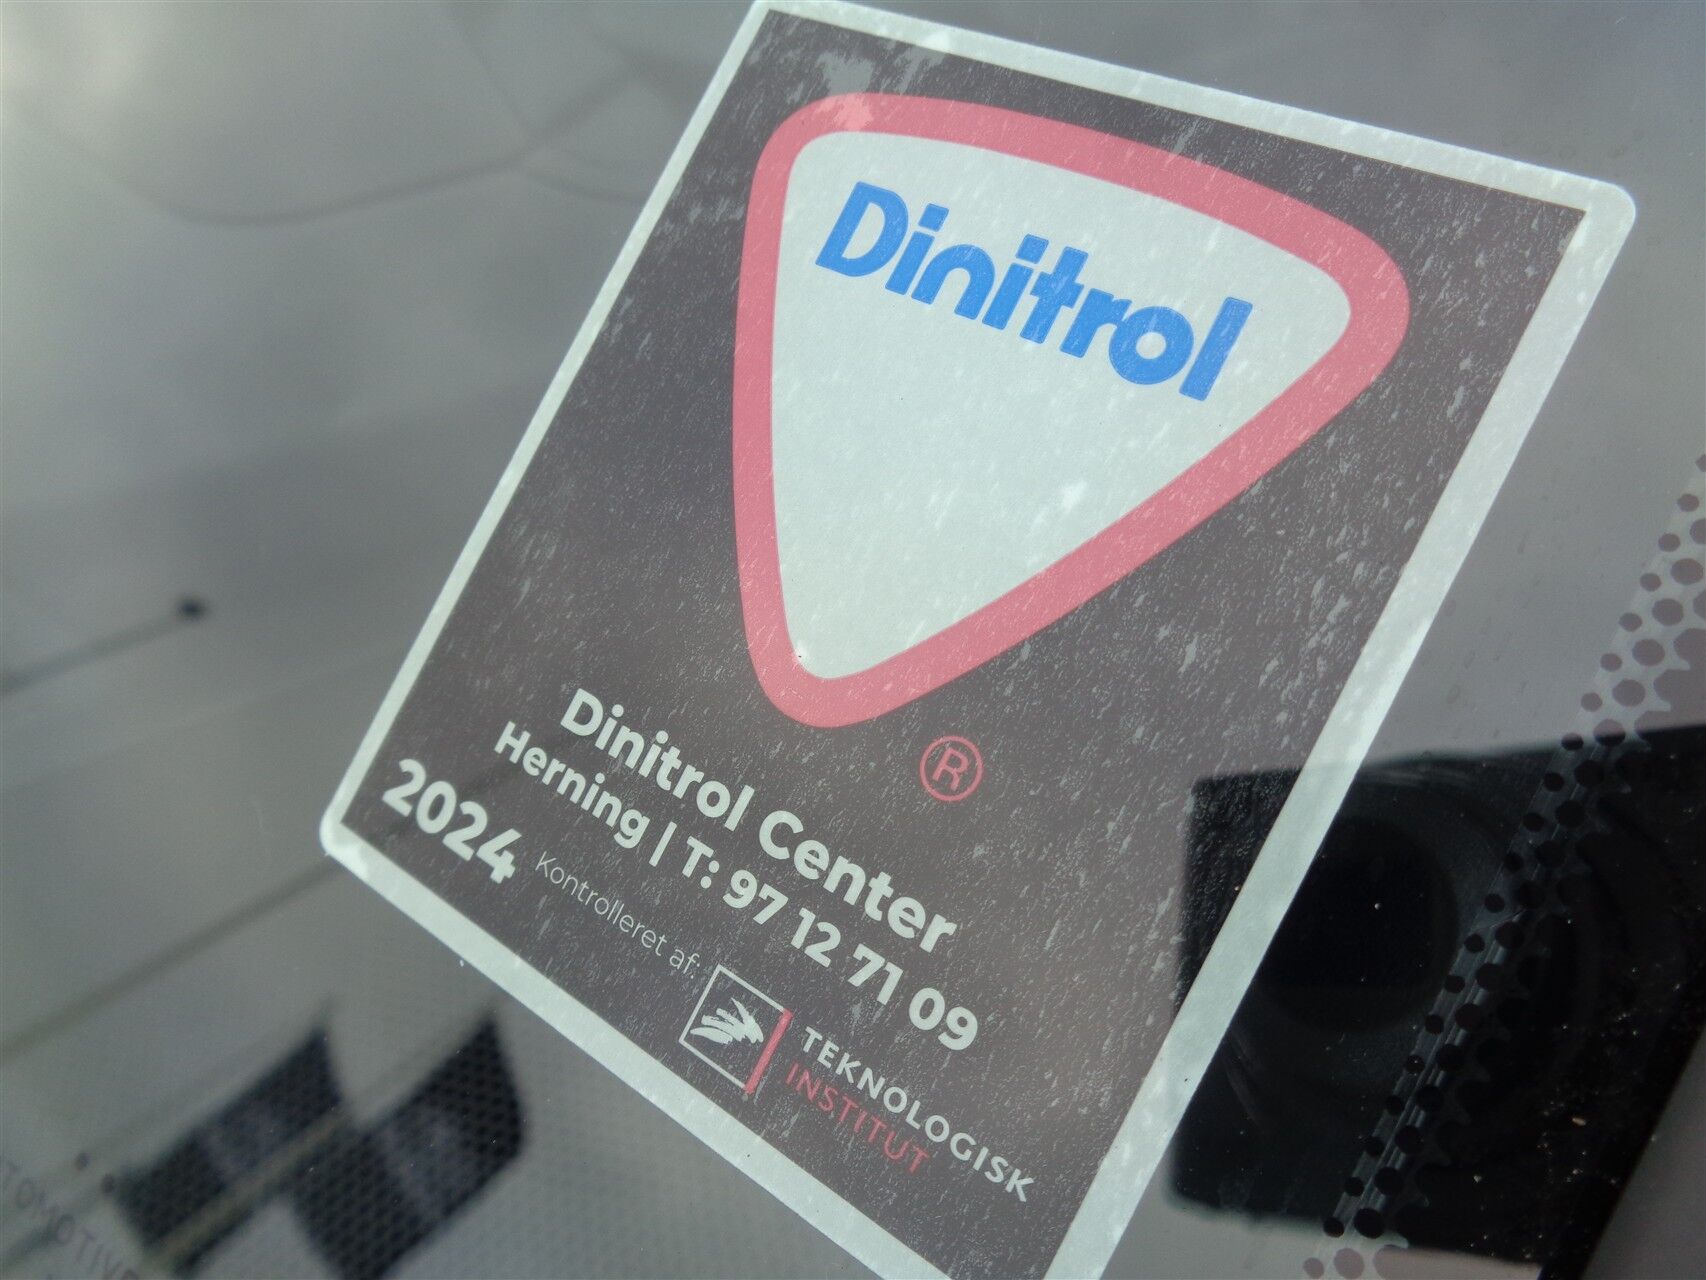 Dinitrol
®
Dinitrol Center
Herning | T: 97 12 71 09
2024 Kontrolleret af:
TEKNOLOGISK
INSTITUT